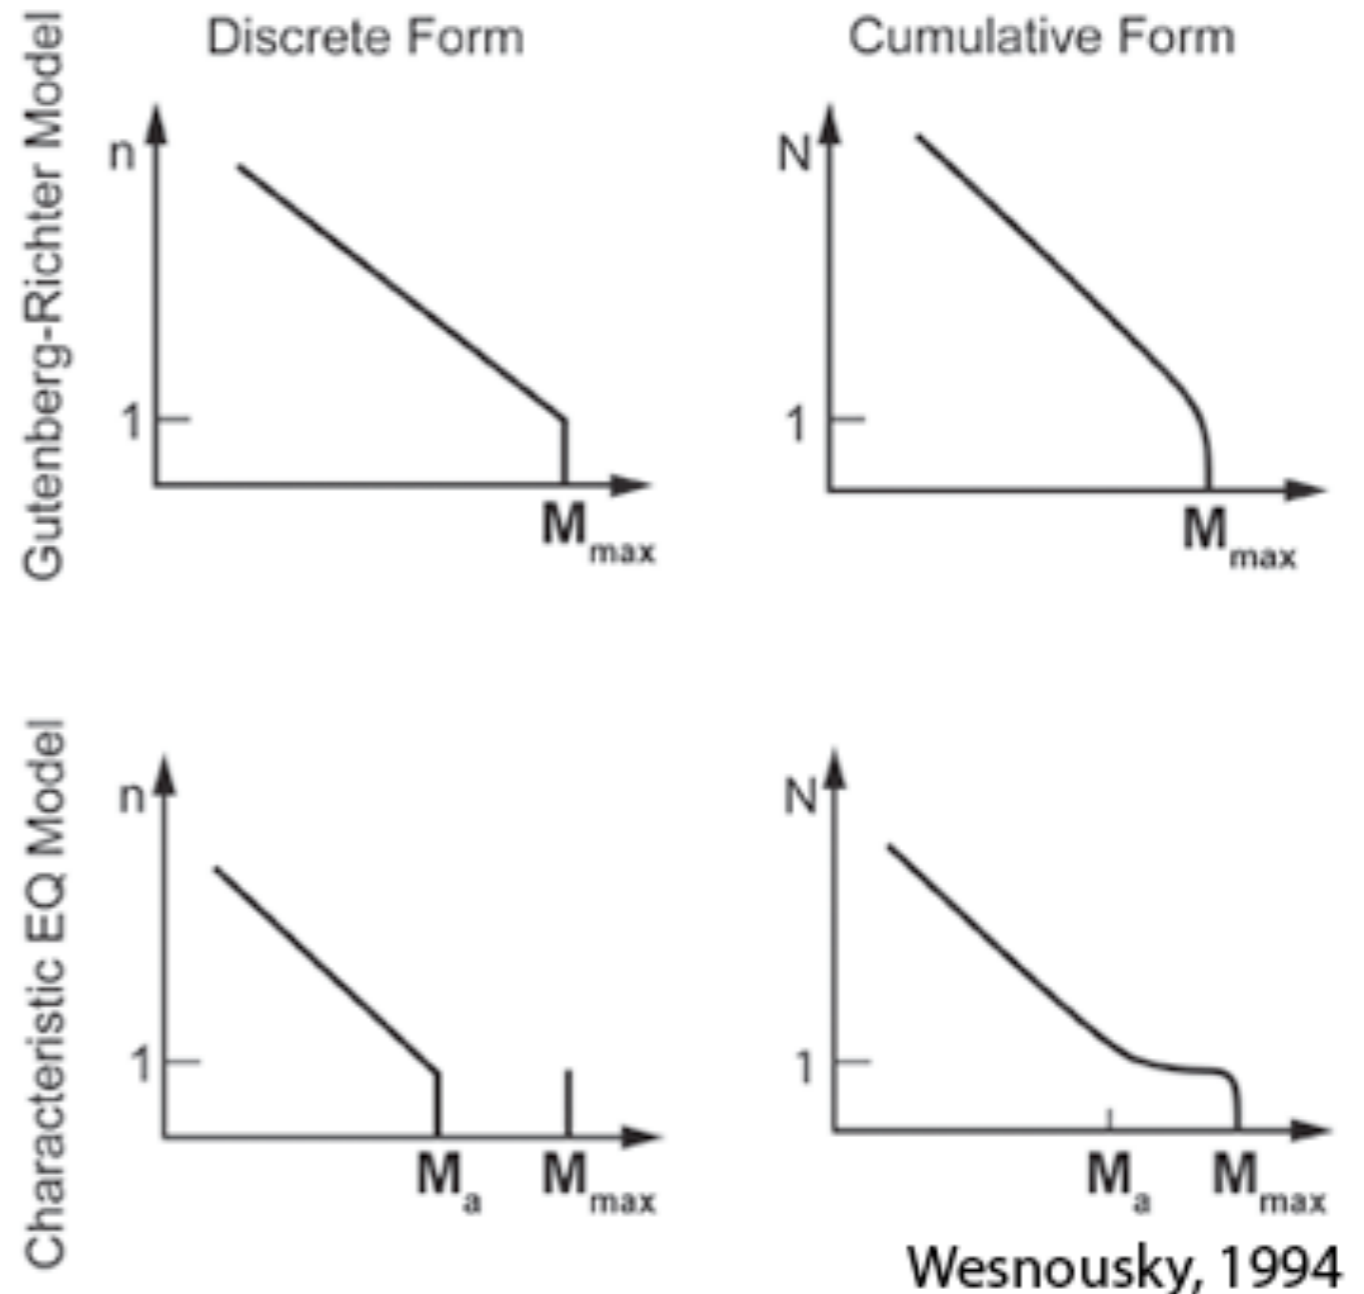 Discrete Form
Cumulative Form
Gutenberg-Richter Model
n
1
M max
N
1
M max
Characteristic EQ Model
n
1
M a
M max
N
1
M a
M max
Wesnousky, 1994